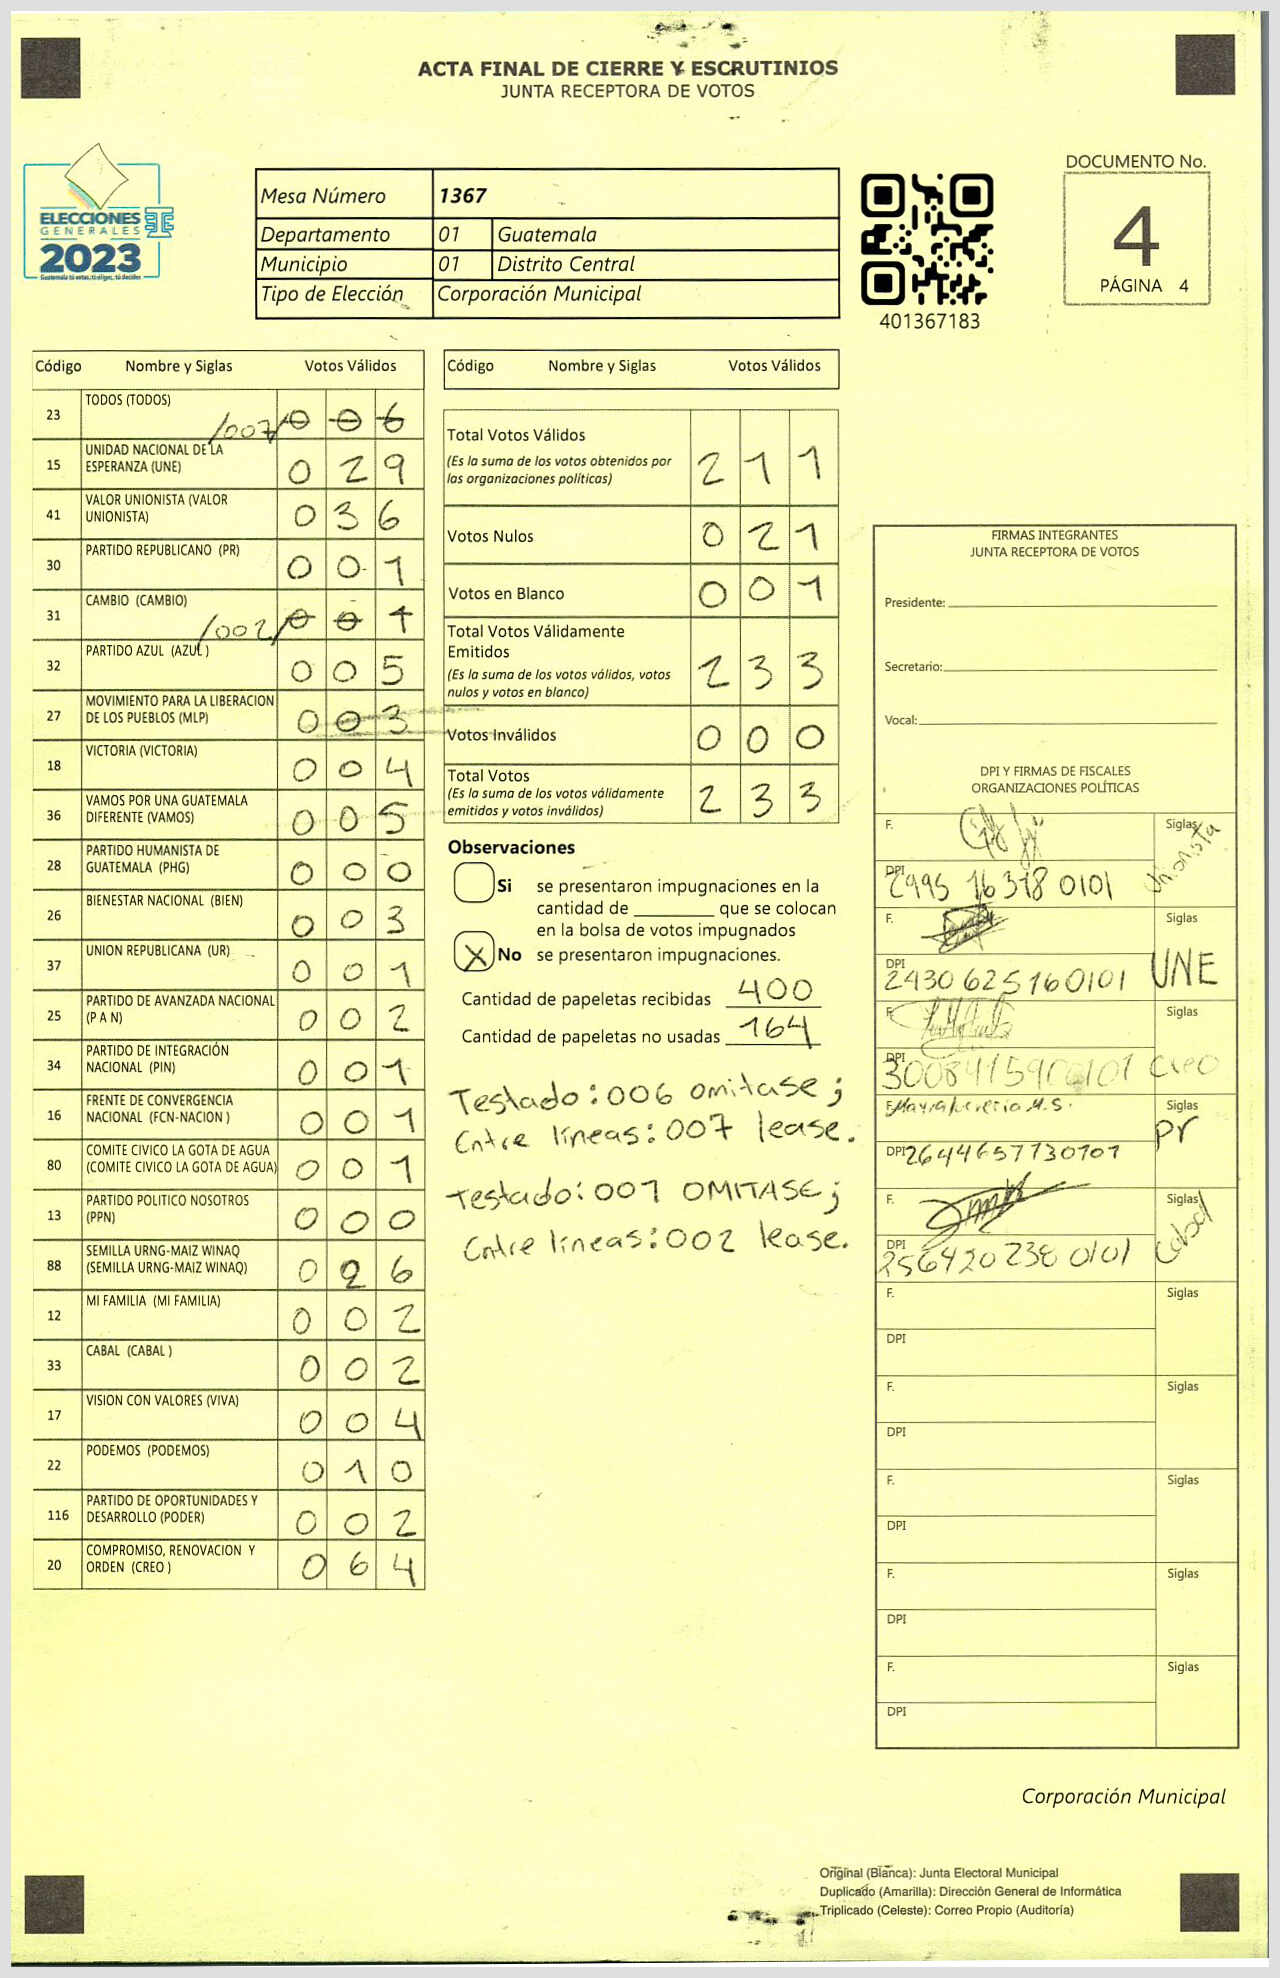 ACTA FINAL DE CIERRE Y ESCRUTINIOS
JUNTA RECEPTORA DE VOTOS
ELECCIONES
GENERALES
2023
Guatemala tú votas, tú eliges, tú decides
Mesa Número 1367
Departamento 01 Guatemala
Municipio 01 Distrito Central
Tipo de Elección Corporación Municipal
401367183
DOCUMENTO No.
4
PÁGINA 4
Código Nombre y Siglas Votos Válidos
23 TODOS (TODOS) /007/ 0 0 6
15 UNIDAD NACIONAL DE LA
ESPERANZA (UNE) 0 2 9
41 VALOR UNIONISTA (VALOR
UNIONISTA) 0 3 6
30 PARTIDO REPUBLICANO (PR) 0 0 1
31 CAMBIO (CAMBIO) /002/ 0 0 1
32 PARTIDO AZUL (AZUL ) 0 0 5
27 MOVIMIENTO PARA LA LIBERACION
DE LOS PUEBLOS (MLP) 0 0 3
18 VICTORIA (VICTORIA) 0 0 4
36 VAMOS POR UNA GUATEMALA
DIFERENTE (VAMOS) 0 0 5
28 PARTIDO HUMANISTA DE
GUATEMALA (PHG) 0 0 0
26 BIENESTAR NACIONAL (BIEN) 0 0 3
37 UNION REPUBLICANA (UR) 0 0 1
25 PARTIDO DE AVANZADA NACIONAL
(P A N) 0 0 2
34 PARTIDO DE INTEGRACIÓN
NACIONAL (PIN) 0 0 1
16 FRENTE DE CONVERGENCIA
NACIONAL (FCN-NACION ) 0 0 1
80 COMITE CIVICO LA GOTA DE AGUA
(COMITE CIVICO LA GOTA DE AGUA) 0 0 1
13 PARTIDO POLITICO NOSOTROS
(PPN) 0 0 0
88 SEMILLA URNG-MAIZ WINAQ
(SEMILLA URNG-MAIZ WINAQ) 0 2 6
12 MI FAMILIA (MI FAMILIA) 0 0 2
33 CABAL (CABAL ) 0 0 2
17 VISION CON VALORES (VIVA) 0 0 4
22 PODEMOS (PODEMOS) 0 1 0
116 PARTIDO DE OPORTUNIDADES Y
DESARROLLO (PODER) 0 0 2
20 COMPROMISO, RENOVACION Y
ORDEN (CREO ) 0 6 4
Código Nombre y Siglas Votos Válidos
Total Votos Válidos
(Es la suma de los votos obtenidos por
las organizaciones políticas) 2 1 1
Votos Nulos 0 2 1
Votos en Blanco 0 0 1
Total Votos Válidamente
Emitidos
(Es la suma de los votos válidos, votos
nulos y votos en blanco) 2 3 3
Votos Inválidos 0 0 0
Total Votos
(Es la suma de los votos válidamente
emitidos y votos inválidos) 2 3 3
Observaciones
Si se presentaron impugnaciones en la
cantidad de ________ que se colocan
en la bolsa de votos impugnados
X No se presentaron impugnaciones.
Cantidad de papeletas recibidas 400
Cantidad de papeletas no usadas 164
Testado: 006 omitase;
Entre líneas: 007 lease.
Testado: 001 OMITASE;
Entre líneas: 002 lease.
FIRMAS INTEGRANTES
JUNTA RECEPTORA DE VOTOS
Presidente:
Secretario:
Vocal:
DPI Y FIRMAS DE FISCALES
ORGANIZACIONES POLÍTICAS
F. Siglas Unionista
DPI 2995 16318 0101
F. Siglas UNE
DPI 2430 62516 0101
F. Siglas Creo
DPI 3008415900101
F. Siglas PR
DPI 2644657730101
F. Siglas Cabal
DPI 256420 238 0101
F. Siglas
DPI
F. Siglas
DPI
F. Siglas
DPI
F. Siglas
DPI
F. Siglas
DPI
Corporación Municipal
Original (Blanca): Junta Electoral Municipal
Duplicado (Amarilla): Dirección General de Informática
Triplicado (Celeste): Correo Propio (Auditoría)